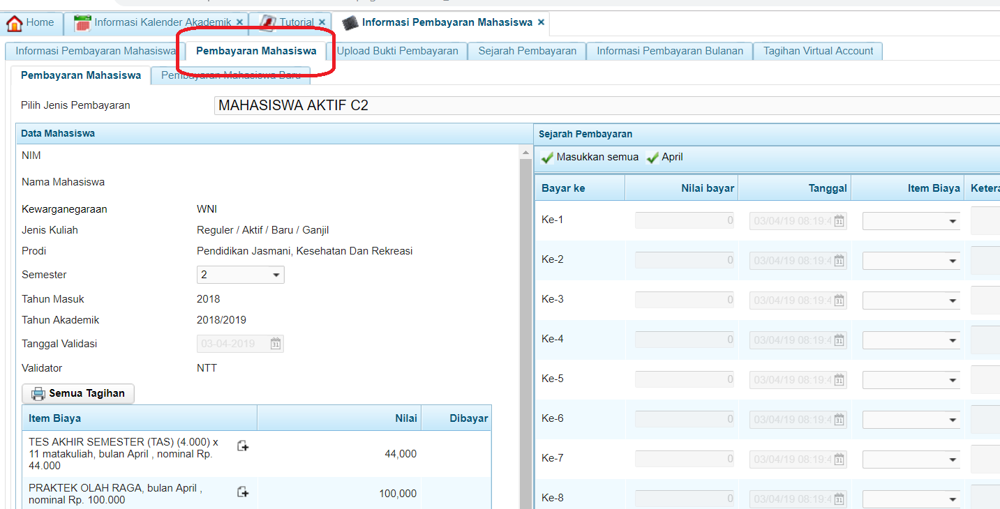 Home Informasi Kalender Akademik Tutorial Informasi Pembayaran Mahasiswa
Informasi Pembayaran Mahasiswa Pembayaran Mahasiswa Upload Bukti Pembayaran Sejarah Pembayaran Informasi Pembayaran Bulanan Tagihan Virtual Account
Pembayaran Mahasiswa Pembayaran Mahasiswa Baru
Pilih Jenis Pembayaran MAHASISWA AKTIF C2
Data Mahasiswa
NIM
Nama Mahasiswa
Kewarganegaraan WNI
Jenis Kuliah Reguler / Aktif / Baru / Ganjil
Prodi Pendidikan Jasmani, Kesehatan Dan Rekreasi
Semester 2
Tahun Masuk 2018
Tahun Akademik 2018/2019
Tanggal Validasi 03-04-2019
Validator NTT
Semua Tagihan
Item Biaya Nilai Dibayar
TES AKHIR SEMESTER (TAS) (4.000) x
11 matakuliah, bulan April , nominal Rp.
44.000
44,000
PRAKTEK OLAH RAGA, bulan April ,
nominal Rp. 100.000
100,000
Sejarah Pembayaran
Masukkan semua April
Bayar ke Nilai bayar Tanggal Item Biaya
Ke-1 0 03/04/19 08:19:4
Ke-2 0 03/04/19 08:19:4
Ke-3 0 03/04/19 08:19:4
Ke-4 0 03/04/19 08:19:4
Ke-5 0 03/04/19 08:19:4
Ke-6 0 03/04/19 08:19:4
Ke-7 0 03/04/19 08:19:4
Ke-8 0 03/04/19 08:19:4